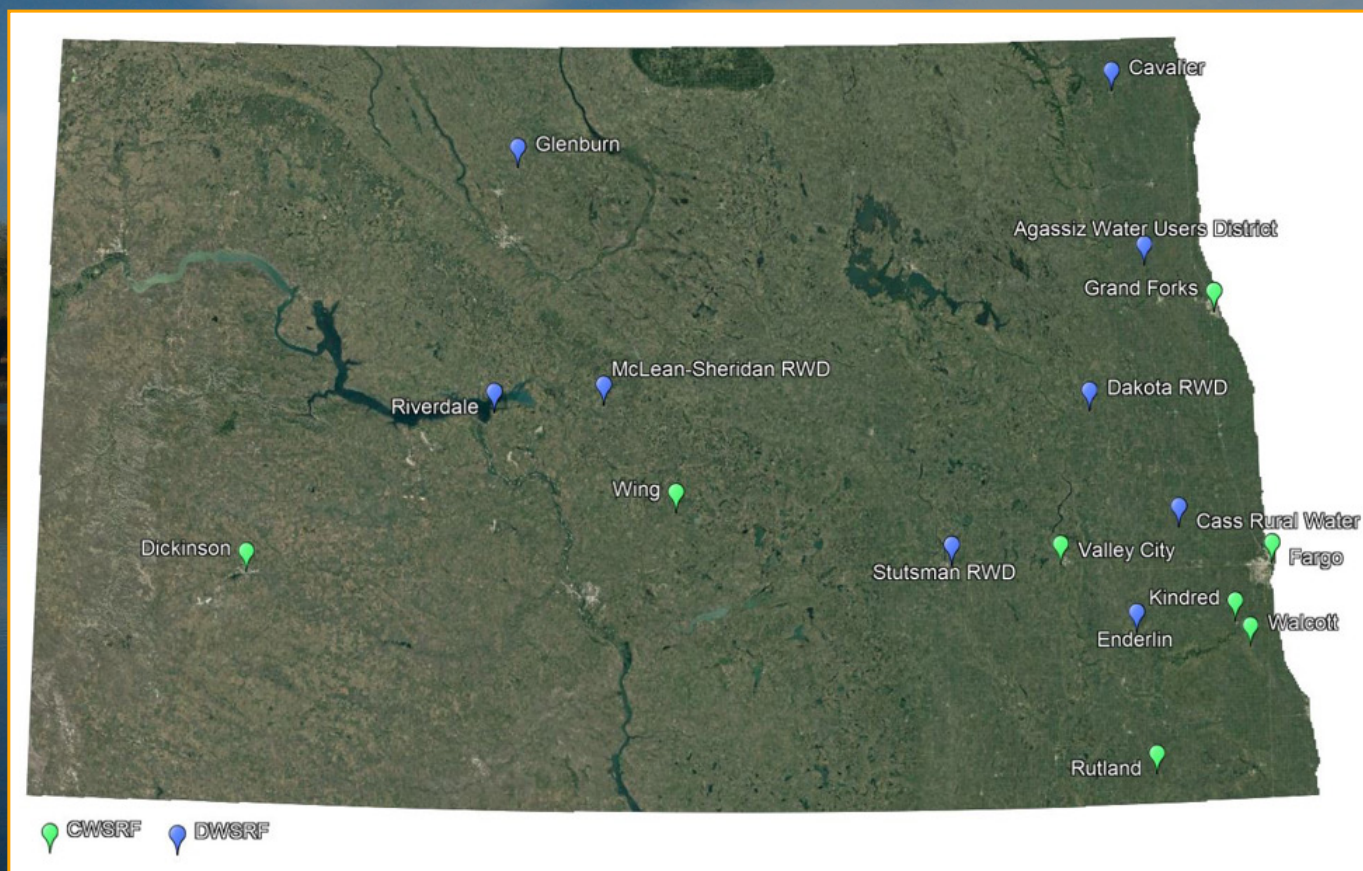 Cavalier
Glenburn
Agassiz Water Users District
Grand Forks
McLean-Sheridan RWD
Dakota RWD
Riverdale
Wing
Cass Rural Water
Dickinson
Valley City
Fargo
Stutsman RWD
Kindred
Walcott
Enderlin
Rutland
CWSRF DWSRF